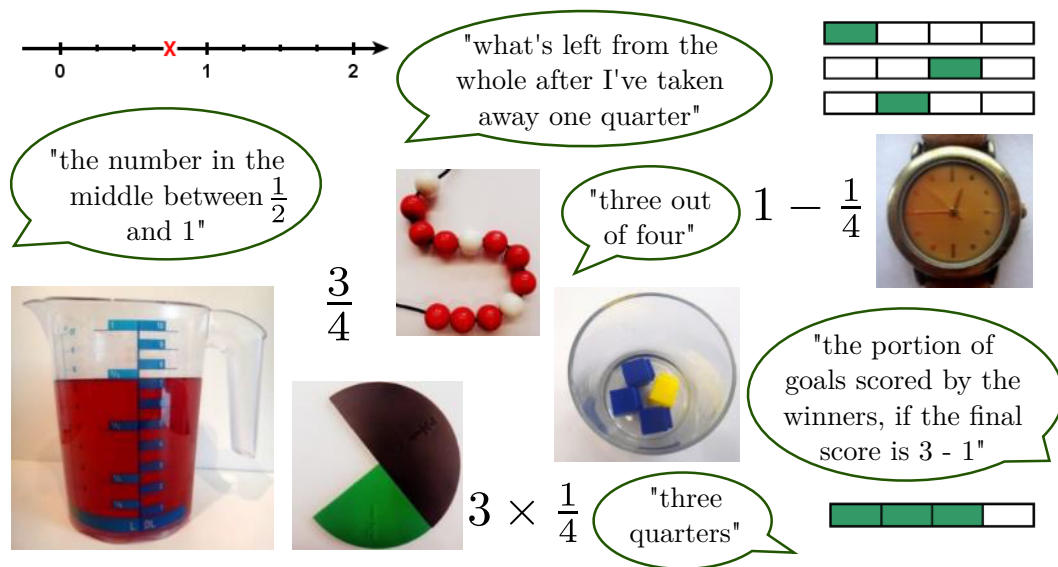 0 1 2
x
"what's left from the
whole after I've taken
away one quarter"
"the number in the
middle between 1/2
and 1"
"three out
of four"
1 − 1/4
3/4
"the portion of
goals scored by the
winners, if the final
score is 3 - 1"
3 × 1/4
"three
quarters"
L DL